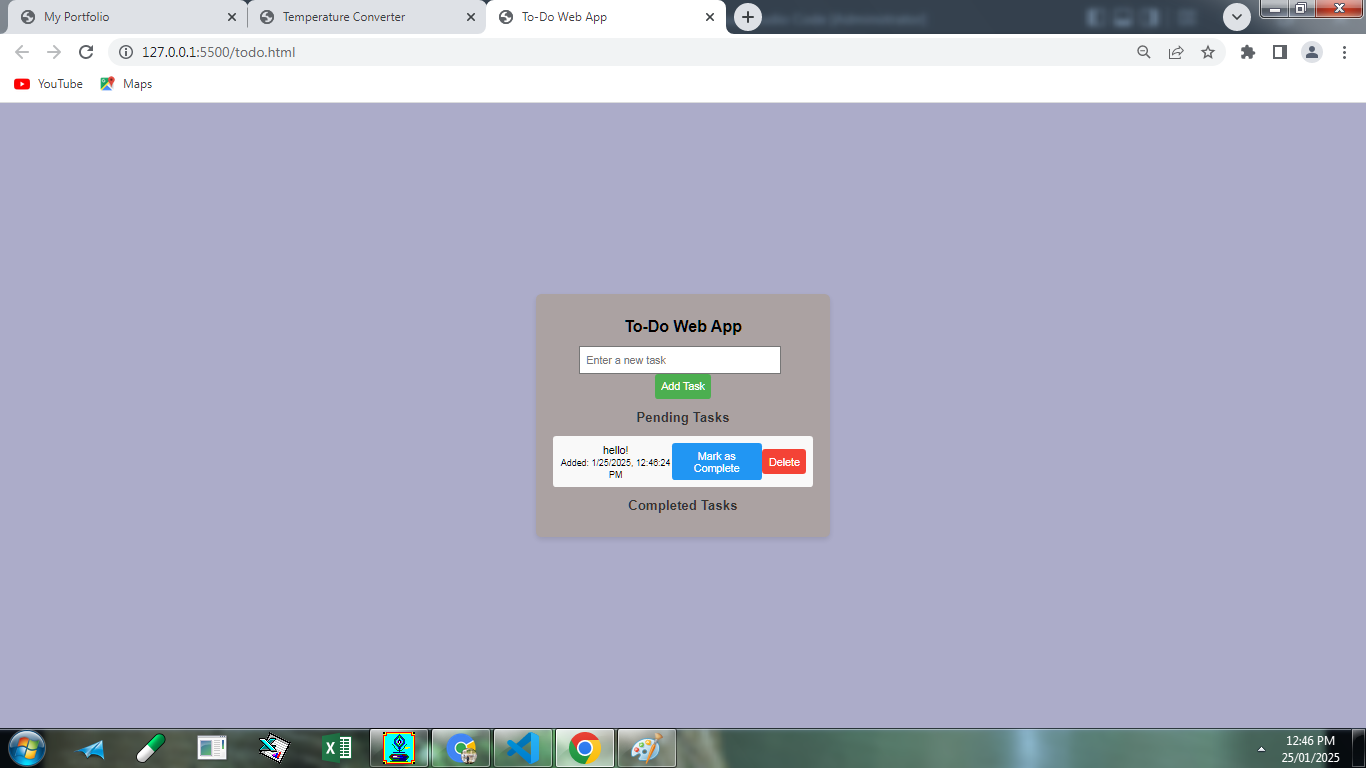 My Portfolio
Temperature Converter
To-Do Web App
127.0.0.1:5500/todo.html
YouTube
Maps
To-Do Web App
Enter a new task
Add Task
Pending Tasks
hello!
Added: 1/25/2025, 12:46:24
PM
Mark as
Complete
Delete
Completed Tasks
12:46 PM
25/01/2025